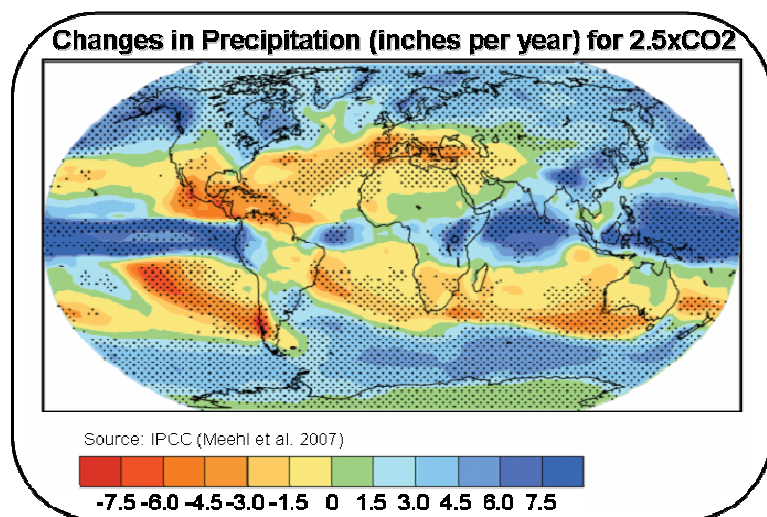 Changes in Precipitation (inches per year) for 2.5xCO2
Source: IPCC (Meehl et al. 2007)
-7.5 -6.0 -4.5 -3.0 -1.5 0 1.5 3.0 4.5 6.0 7.5